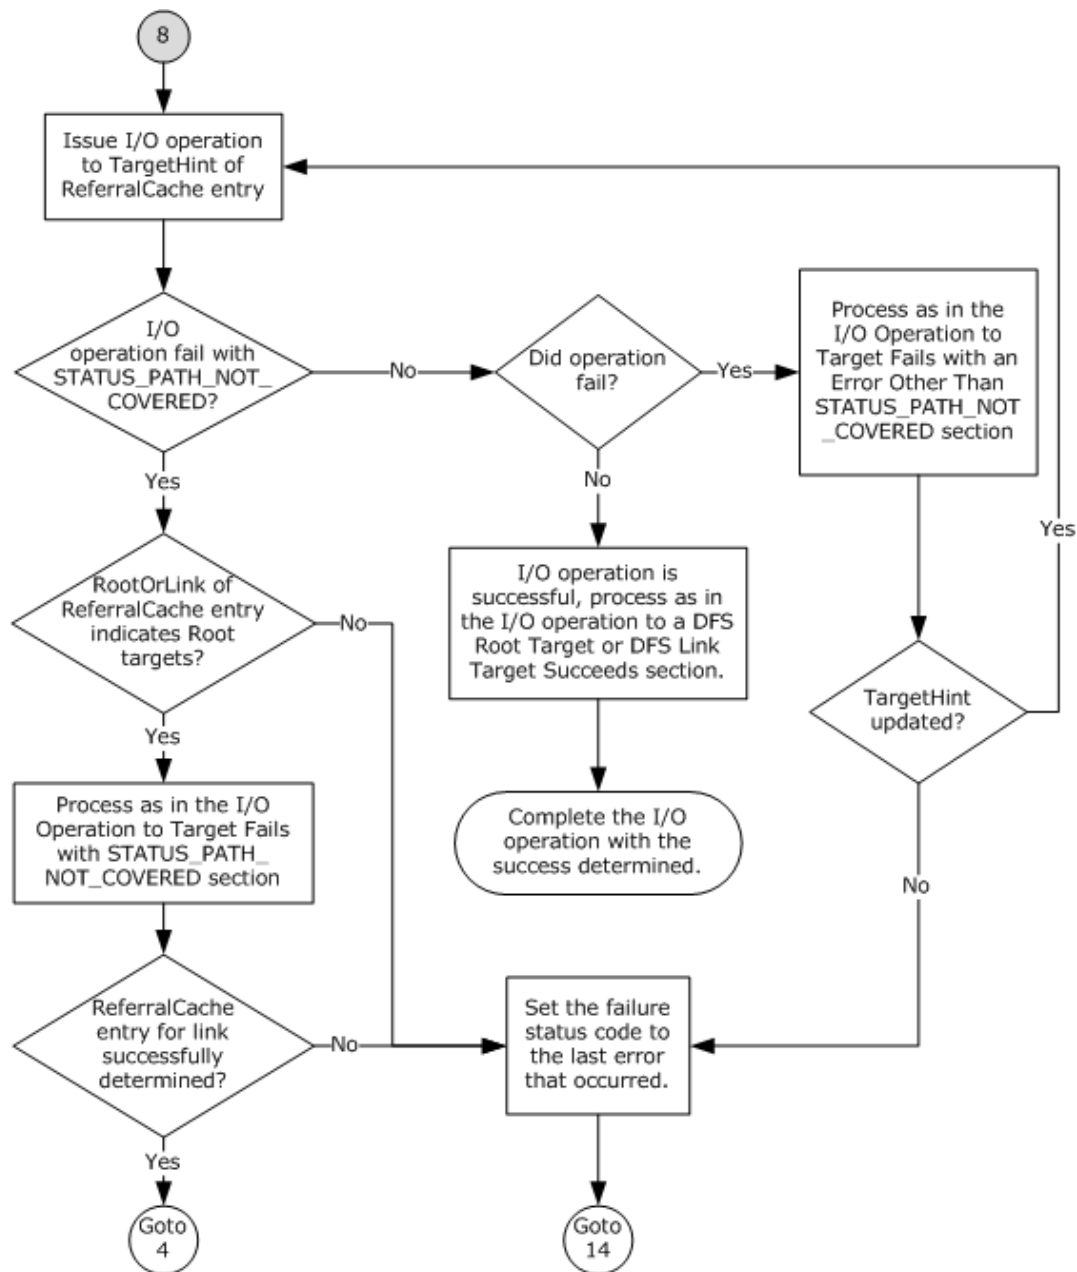 8
Issue I/O operation
to TargetHint of
ReferralCache entry
I/O
operation fail with
STATUS_PATH_NOT_
COVERED?
No
Did operation
fail?
Yes
Process as in the
I/O Operation to
Target Fails with an
Error Other Than
STATUS_PATH_NOT
_COVERED section
Yes
Yes
No
RootOrLink of
ReferralCache entry
indicates Root
targets?
No
I/O operation is
successful, process as in
the I/O operation to a DFS
Root Target or DFS Link
Target Succeeds section.
TargetHint
updated?
Yes
Process as in the I/O
Operation to Target Fails
with STATUS_PATH_
NOT_COVERED section
Complete the I/O
operation with the
success determined.
No
ReferralCache
entry for link
successfully
determined?
No
Set the failure
status code to
the last error
that occurred.
Yes
Goto
4
Goto
14